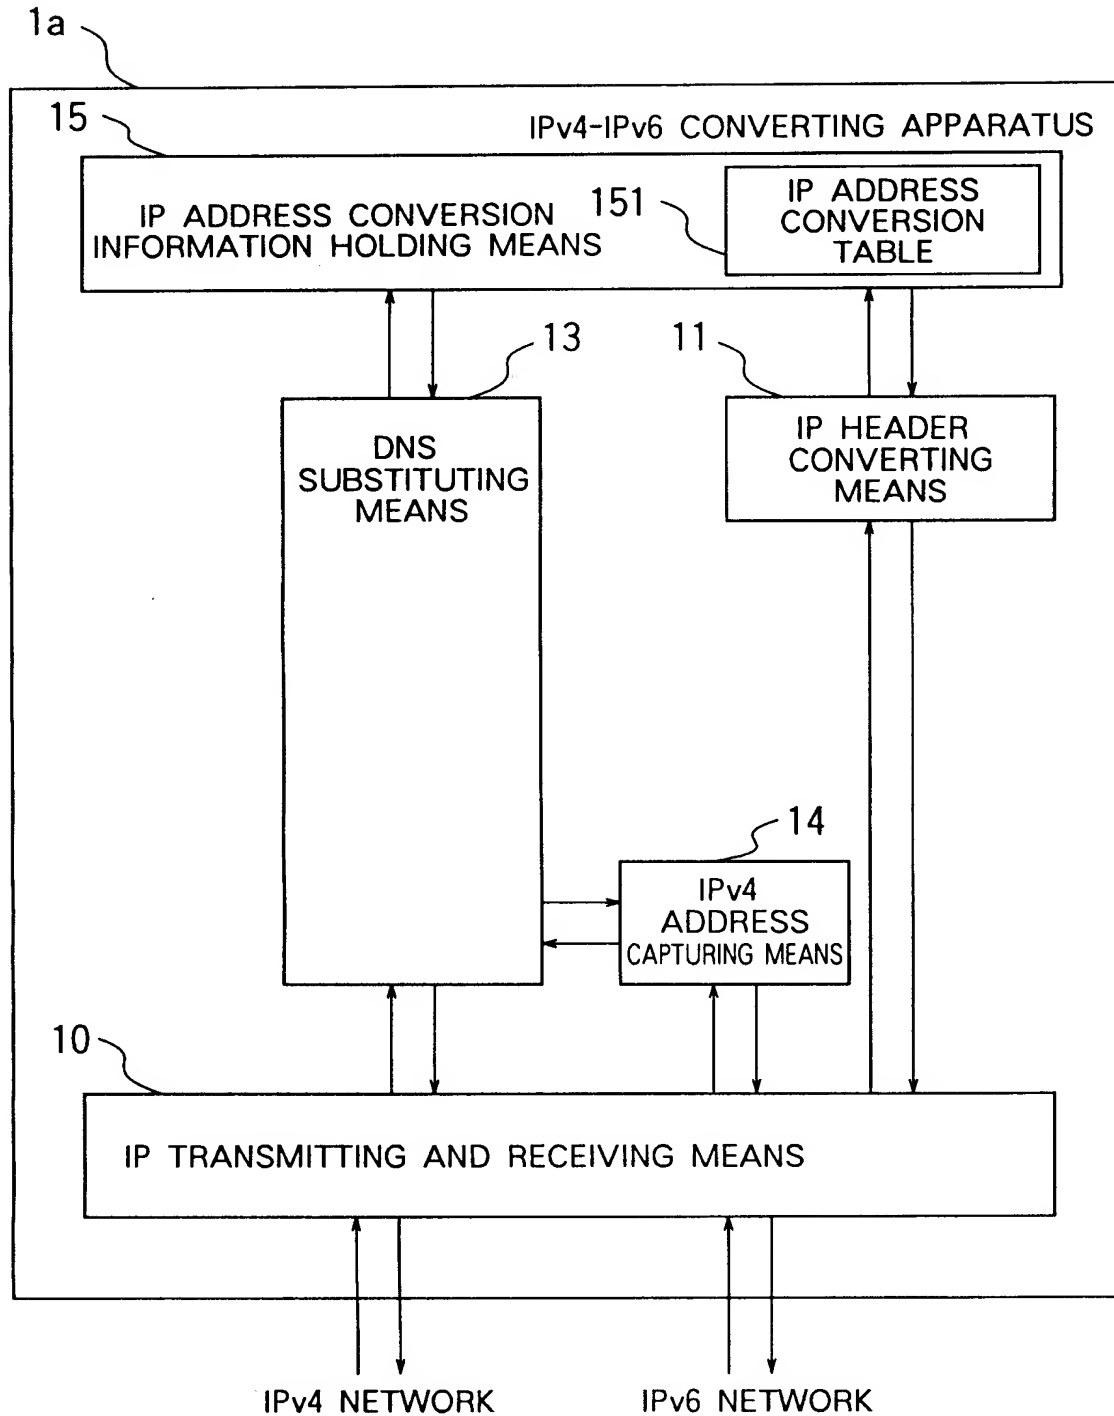 1a
15
IPv4-IPv6 CONVERTING APPARATUS
IP ADDRESS CONVERSION
INFORMATION HOLDING MEANS
151
IP ADDRESS
CONVERSION
TABLE
13
11
DNS
SUBSTITUTING
MEANS
IP HEADER
CONVERTING
MEANS
14
IPv4
ADDRESS
CAPTURING MEANS
10
IP TRANSMITTING AND RECEIVING MEANS
IPv4 NETWORK
IPv6 NETWORK